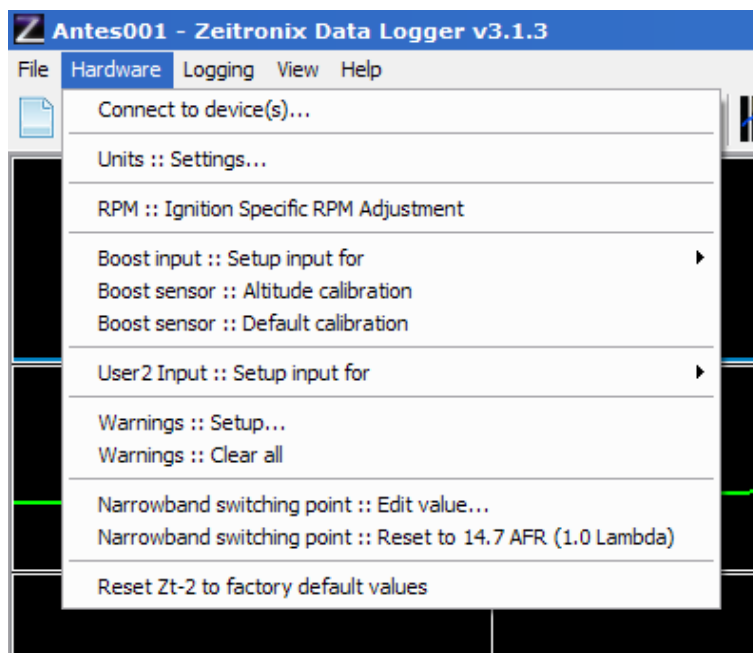 Z Antes001 - Zeitronix Data Logger v3.1.3
File Hardware Logging View Help
Connect to device(s)...
Units :: Settings...
RPM :: Ignition Specific RPM Adjustment
Boost input :: Setup input for
Boost sensor :: Altitude calibration
Boost sensor :: Default calibration
User2 Input :: Setup input for
Warnings :: Setup...
Warnings :: Clear all
Narrowband switching point :: Edit value...
Narrowband switching point :: Reset to 14.7 AFR (1.0 Lambda)
Reset Zt-2 to factory default values